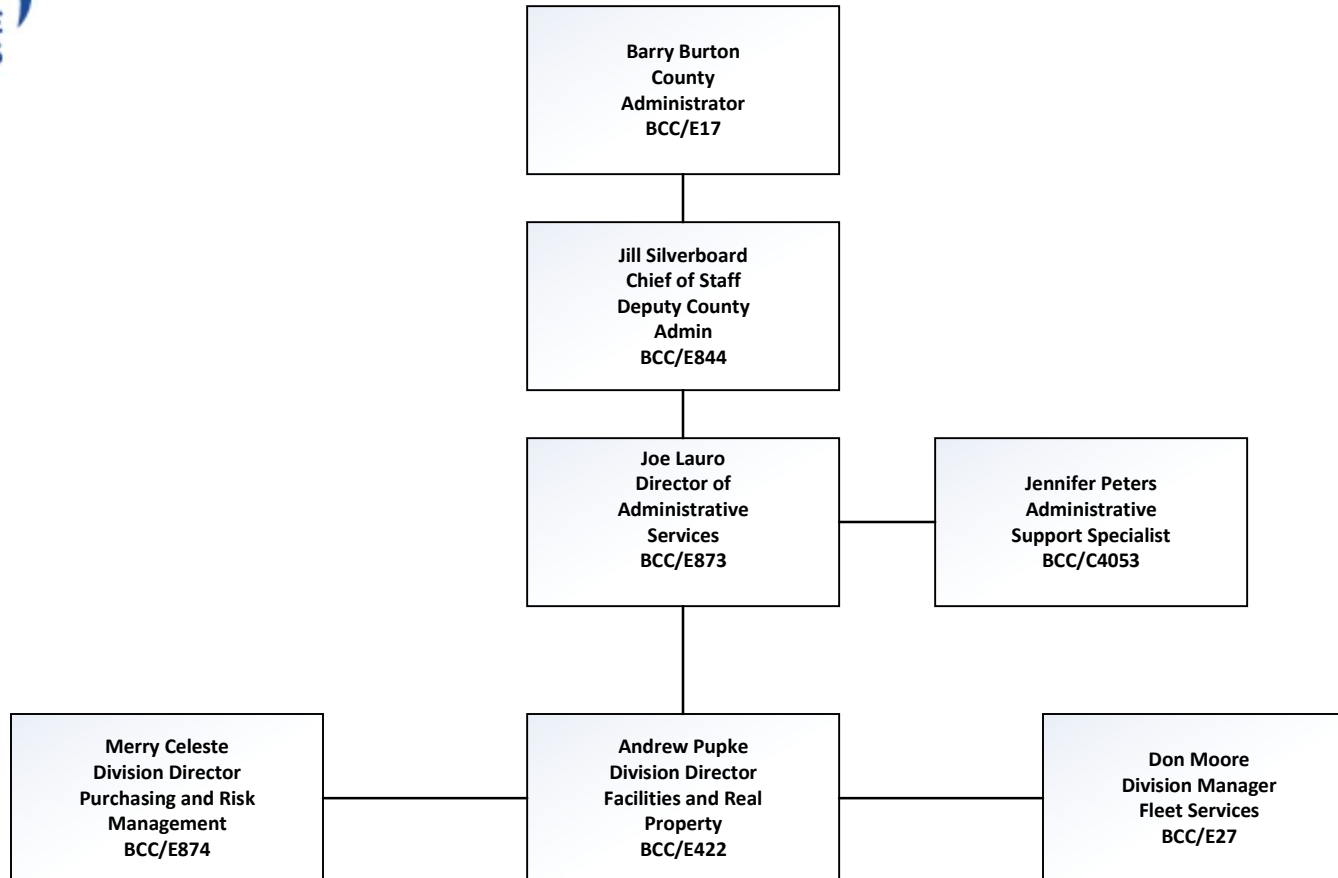 Barry Burton
County
Administrator
BCC/E17
Jill Silverboard
Chief of Staff
Deputy County
Admin
BCC/E844
Joe Lauro
Director of
Administrative
Services
BCC/E873
Jennifer Peters
Administrative
Support Specialist
BCC/C4053
Merry Celeste
Division Director
Purchasing and Risk
Management
BCC/E874
Andrew Pupke
Division Director
Facilities and Real
Property
BCC/E422
Don Moore
Division Manager
Fleet Services
BCC/E27